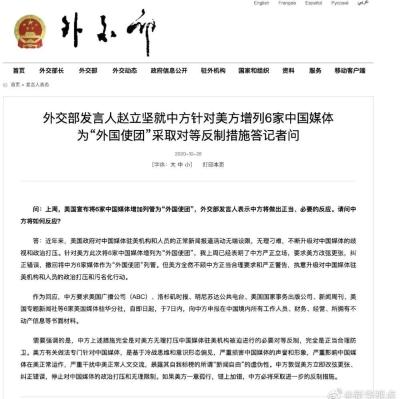 English Français Español Русский عربي
外交部
首页 外交部长 外交部 外交动态 政府信息公开 驻外机构 国家和组织 资料 专题 服务 移动客户端
首页 > 发言人表态
外交部发言人赵立坚就中方针对美方增列6家中国媒体
为“外国使团”采取对等反制措施答记者问
2020-10-26
【字体：大 中 小】 打印本页
问：上周，美国宣布将6家中国媒体增加列管为“外国使团”，外交部发言人表示中方将做出正当、必要的反应。请问中
方将如何反应？
答：近年来，美国政府对中国媒体驻美机构和人员的正常新闻报道活动无端设限，无理刁难，不断升级对中国媒体的歧
视和政治打压。针对美方此次将6家中国媒体增列为“外国使团”，我上周已经表明了中方严正立场，要求美方改弦更张、纠
正错误，撤回将中方6家媒体作为“外国使团”列管。但美方全然不顾中方正当合理要求和严正警告，执意升级对中国媒体驻
美机构和人员的政治打压和污名化行动。
作为回应，中方要求美国广播公司（ABC）、洛杉矶时报、明尼苏达公共电台、美国国家事务出版公司、新闻周刊、美
国专题新闻社等6家美国媒体驻华分社，自即日起，于7日内，向中方申报在中国境内所有工作人员、财务、经营、所拥有不
动产信息等书面材料。
需要强调的是，中方上述措施完全是对美方无理打压中国媒体驻美机构被迫进行的必要对等反制，完全是正当合理防
卫。美方有关做法专门针对中国媒体，是基于冷战思维和意识形态偏见，严重损害中国媒体的声誉和形象，严重影响中国媒
体在美正常运作，严重干扰中美正常人文交流，暴露其自我标榜的所谓“新闻自由”的虚伪性。中方敦促美方立即改弦更张，
纠正错误，停止对中国媒体的政治打压和无理限制。如果美方一意孤行，错上加错，中方必将采取进一步的反制措施。